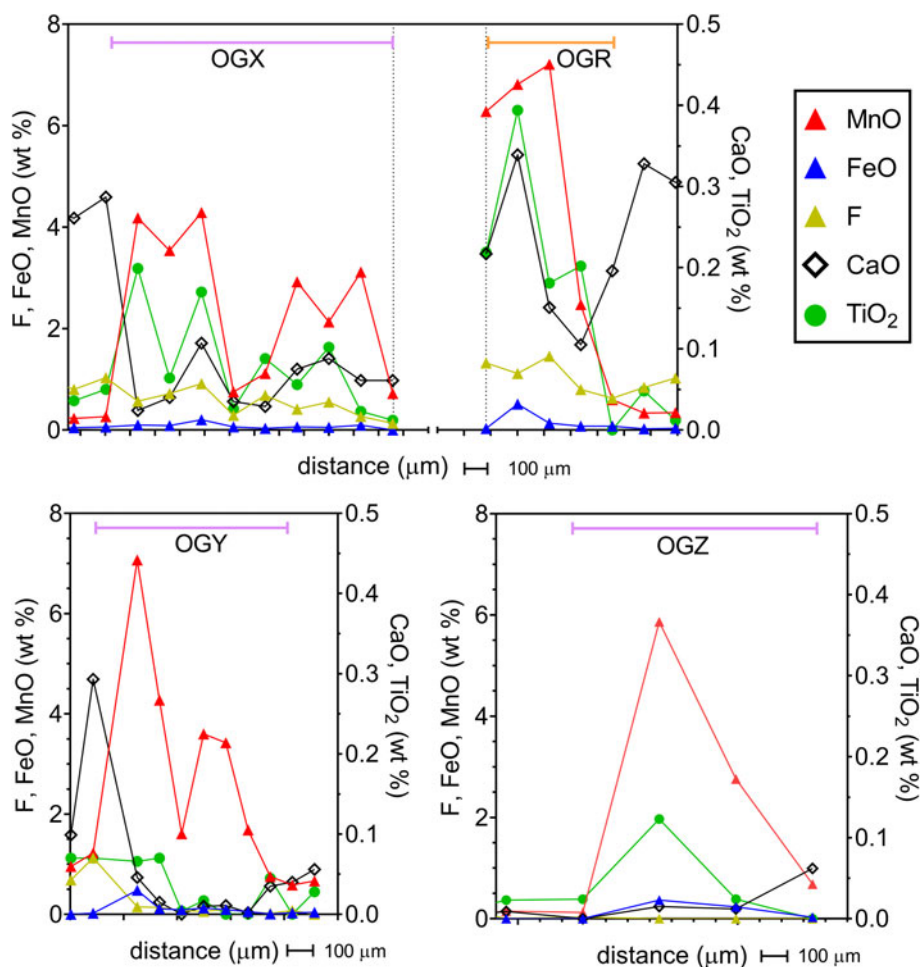 8
6
4
2
0
F, FeO, MnO (wt %)
OGX
OGR
0.5
0.4
0.3
0.2
0.1
0.0
CaO, TiO₂ (wt %)
distance (μm) 100 μm
MnO
FeO
F
CaO
TiO₂
8
6
4
2
0
F, FeO, MnO (wt %)
OGY
0.5
0.4
0.3
0.2
0.1
0.0
CaO, TiO₂ (wt %)
distance (μm) 100 μm
8
6
4
2
0
F, FeO, MnO (wt %)
OGZ
0.5
0.4
0.3
0.2
0.1
0.0
CaO, TiO₂ (wt %)
distance (μm) 100 μm